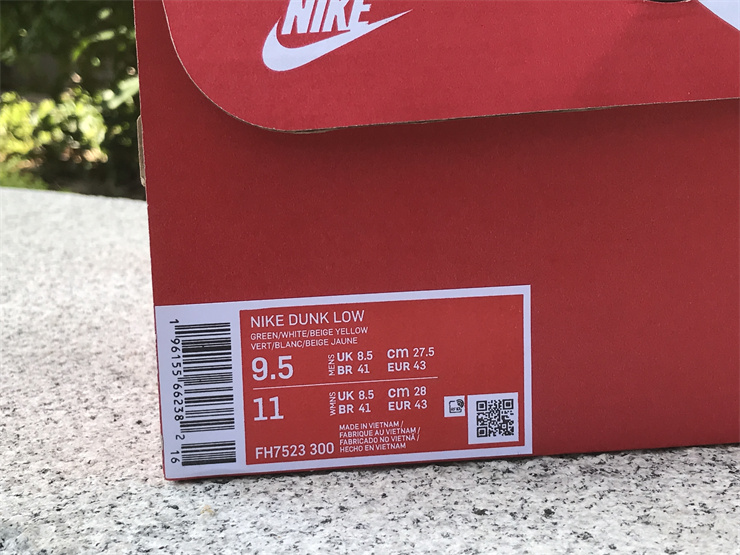 NIKE
NIKE DUNK LOW
GREEN/WHITE/BEIGE YELLOW
VERT/BLANC/BEIGE JAUNE
9.5 MENS UK 8.5 cm 27.5
BR 41 EUR 43
11 WMNS UK 8.5 cm 28
BR 41 EUR 43
MADE IN VIETNAM /
FABRIQUE AU VIETNAM /
FABRICADO NO VIETNÃ /
HECHO EN VIETNAM
FH7523 300
1 96155 66238 2 16